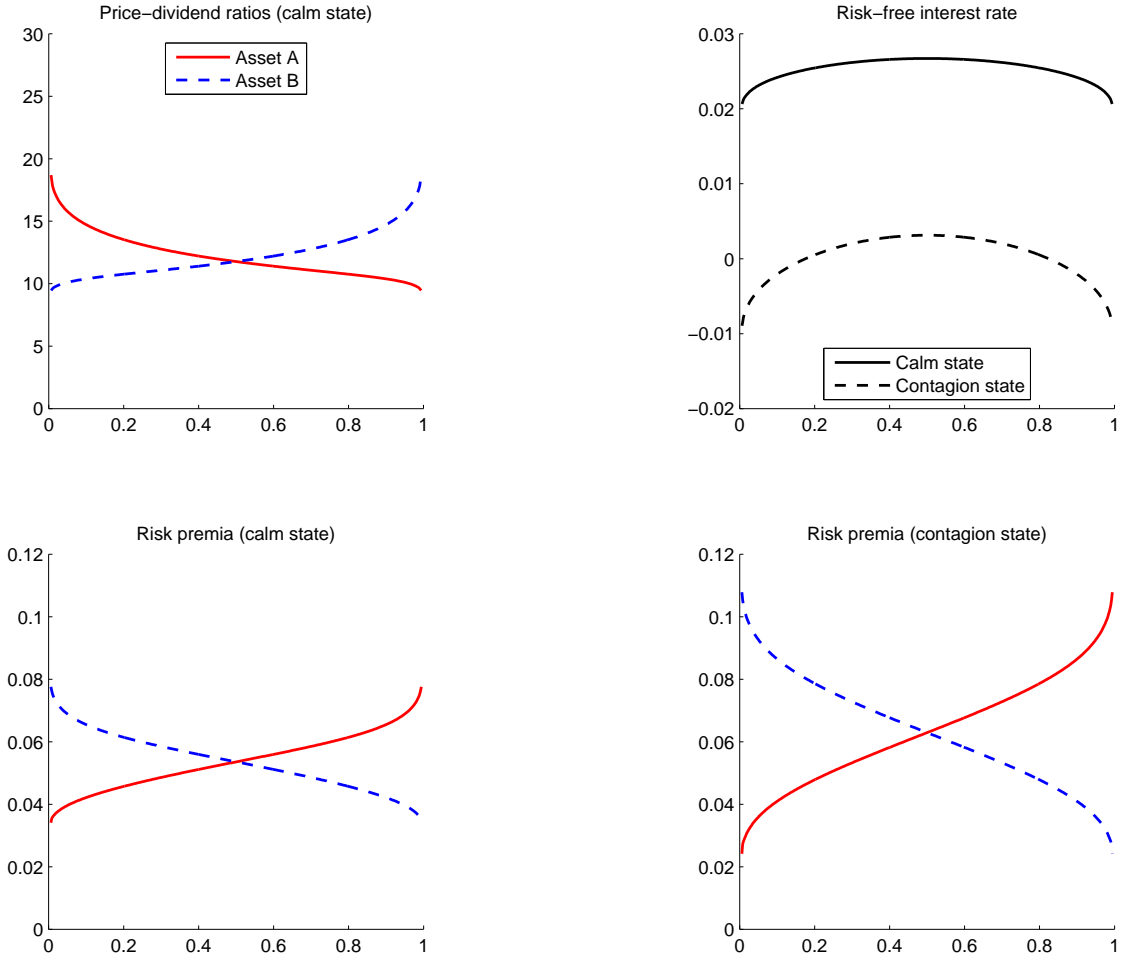 Price−dividend ratios (calm state)
30
25
20
15
10
5
0
0 0.2 0.4 0.6 0.8 1
Asset A
Asset B
Risk−free interest rate
0.03
0.02
0.01
0
−0.01
−0.02
0 0.2 0.4 0.6 0.8 1
Calm state
Contagion state
Risk premia (calm state)
0.12
0.1
0.08
0.06
0.04
0.02
0
0 0.2 0.4 0.6 0.8 1
Risk premia (contagion state)
0.12
0.1
0.08
0.06
0.04
0.02
0
0 0.2 0.4 0.6 0.8 1